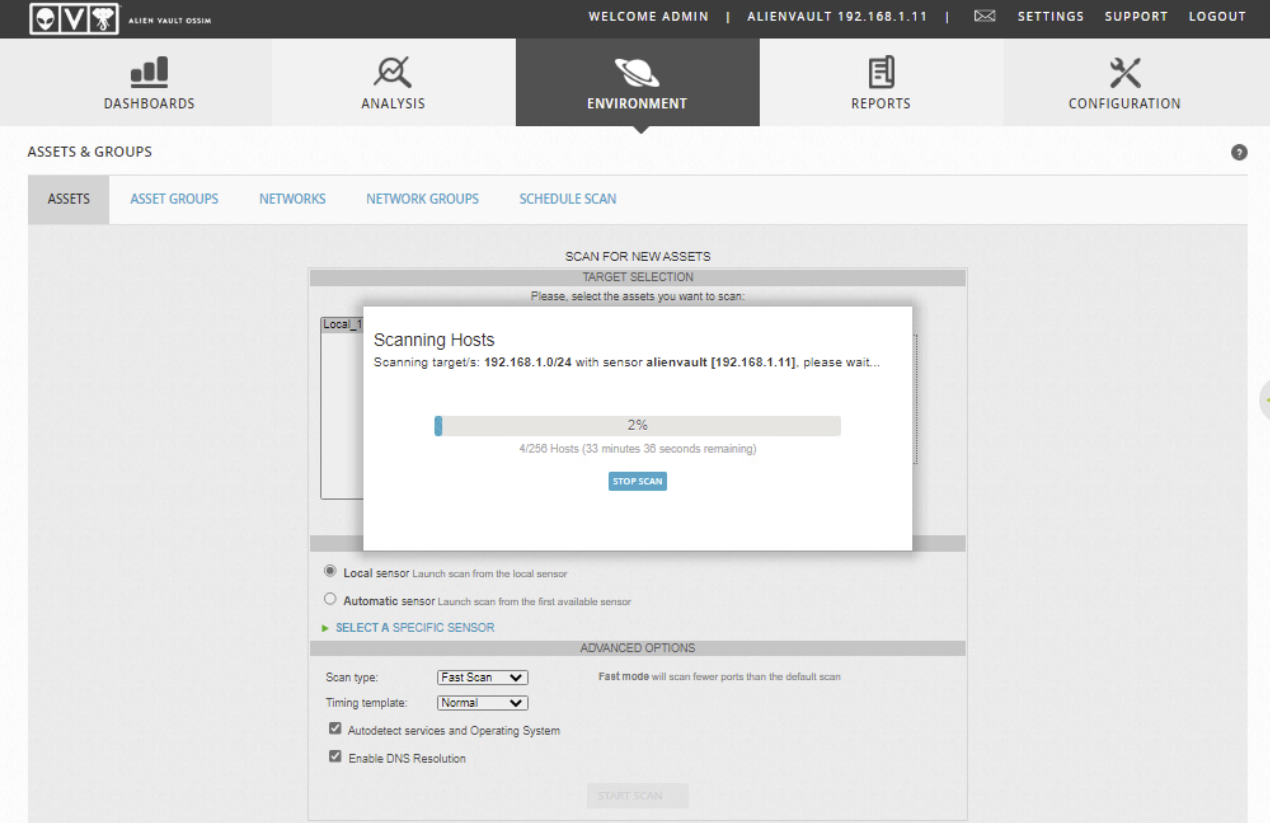 OVT ALIEN VAULT OSSIM WELCOME ADMIN | ALIENVAULT 192.168.1.11 | SETTINGS SUPPORT LOGOUT
DASHBOARDS ANALYSIS ENVIRONMENT REPORTS CONFIGURATION
ASSETS & GROUPS ?
ASSETS ASSET GROUPS NETWORKS NETWORK GROUPS SCHEDULE SCAN
SCAN FOR NEW ASSETS
TARGET SELECTION
Please, select the assets you want to scan:
Local_1
Scanning Hosts
Scanning target/s: 192.168.1.0/24 with sensor alienvault [192.168.1.11], please wait...
2%
4/256 Hosts (33 minutes 36 seconds remaining)
STOP SCAN
Local sensor Launch scan from the local sensor
Automatic sensor Launch scan from the first available sensor
SELECT A SPECIFIC SENSOR
ADVANCED OPTIONS
Scan type: Fast Scan Fast mode will scan fewer ports than the default scan
Timing template: Normal
Autodetect services and Operating System
Enable DNS Resolution
START SCAN